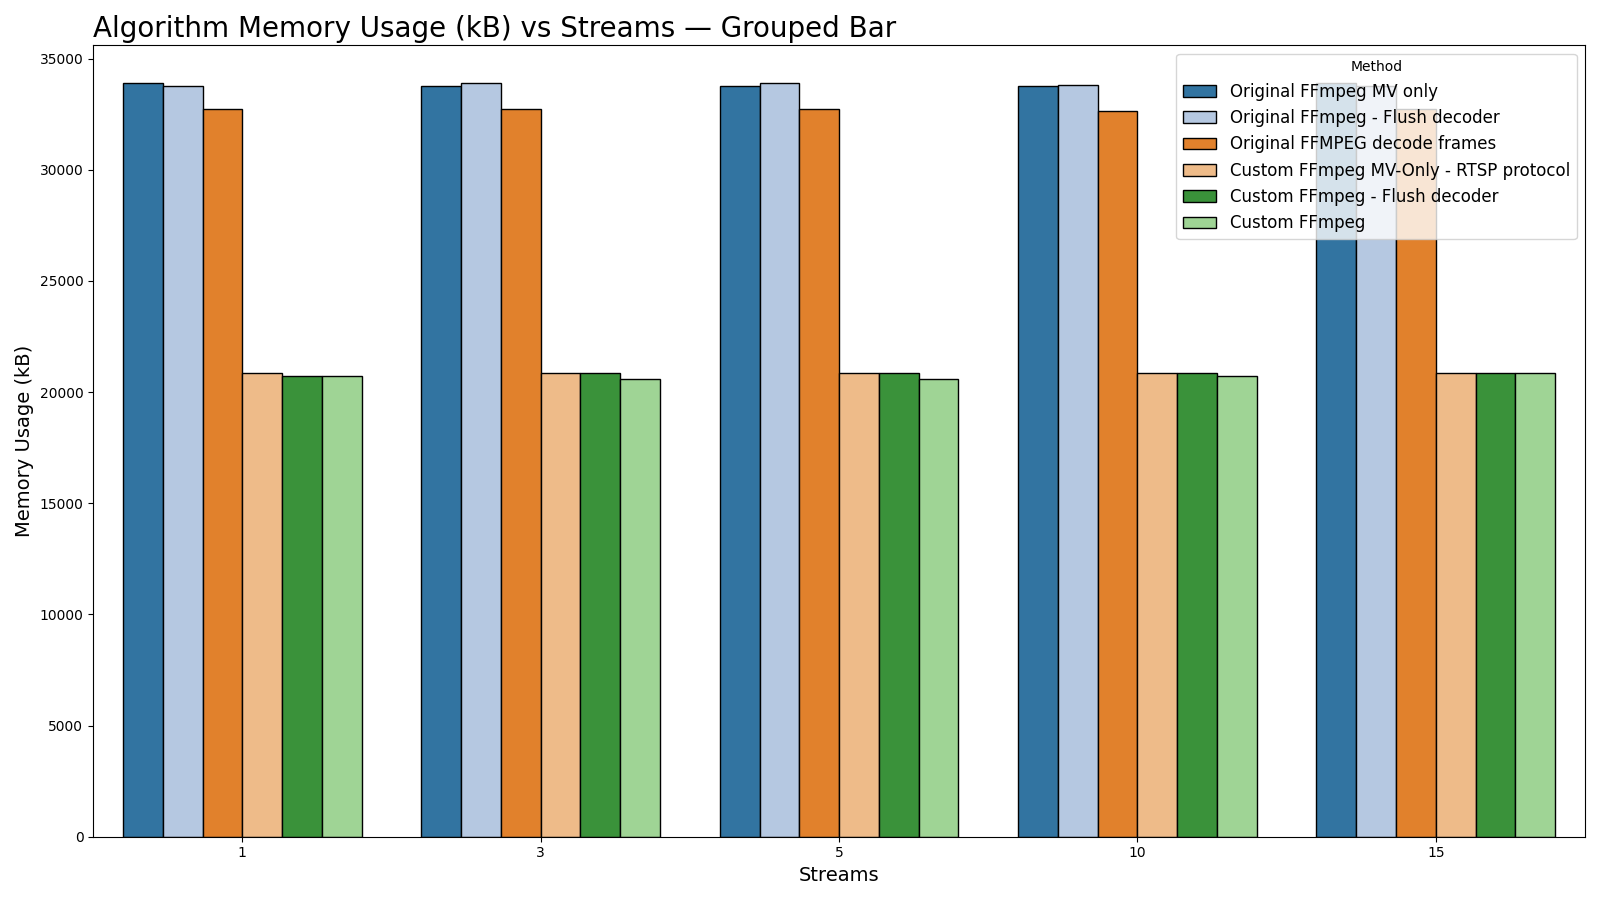 Algorithm Memory Usage (kB) vs Streams — Grouped Bar
Method
Original FFmpeg MV only
Original FFmpeg - Flush decoder
Original FFMPEG decode frames
Custom FFmpeg MV-Only - RTSP protocol
Custom FFmpeg - Flush decoder
Custom FFmpeg
Memory Usage (kB)
35000
30000
25000
20000
15000
10000
5000
0
1 3 5 10 15
Streams